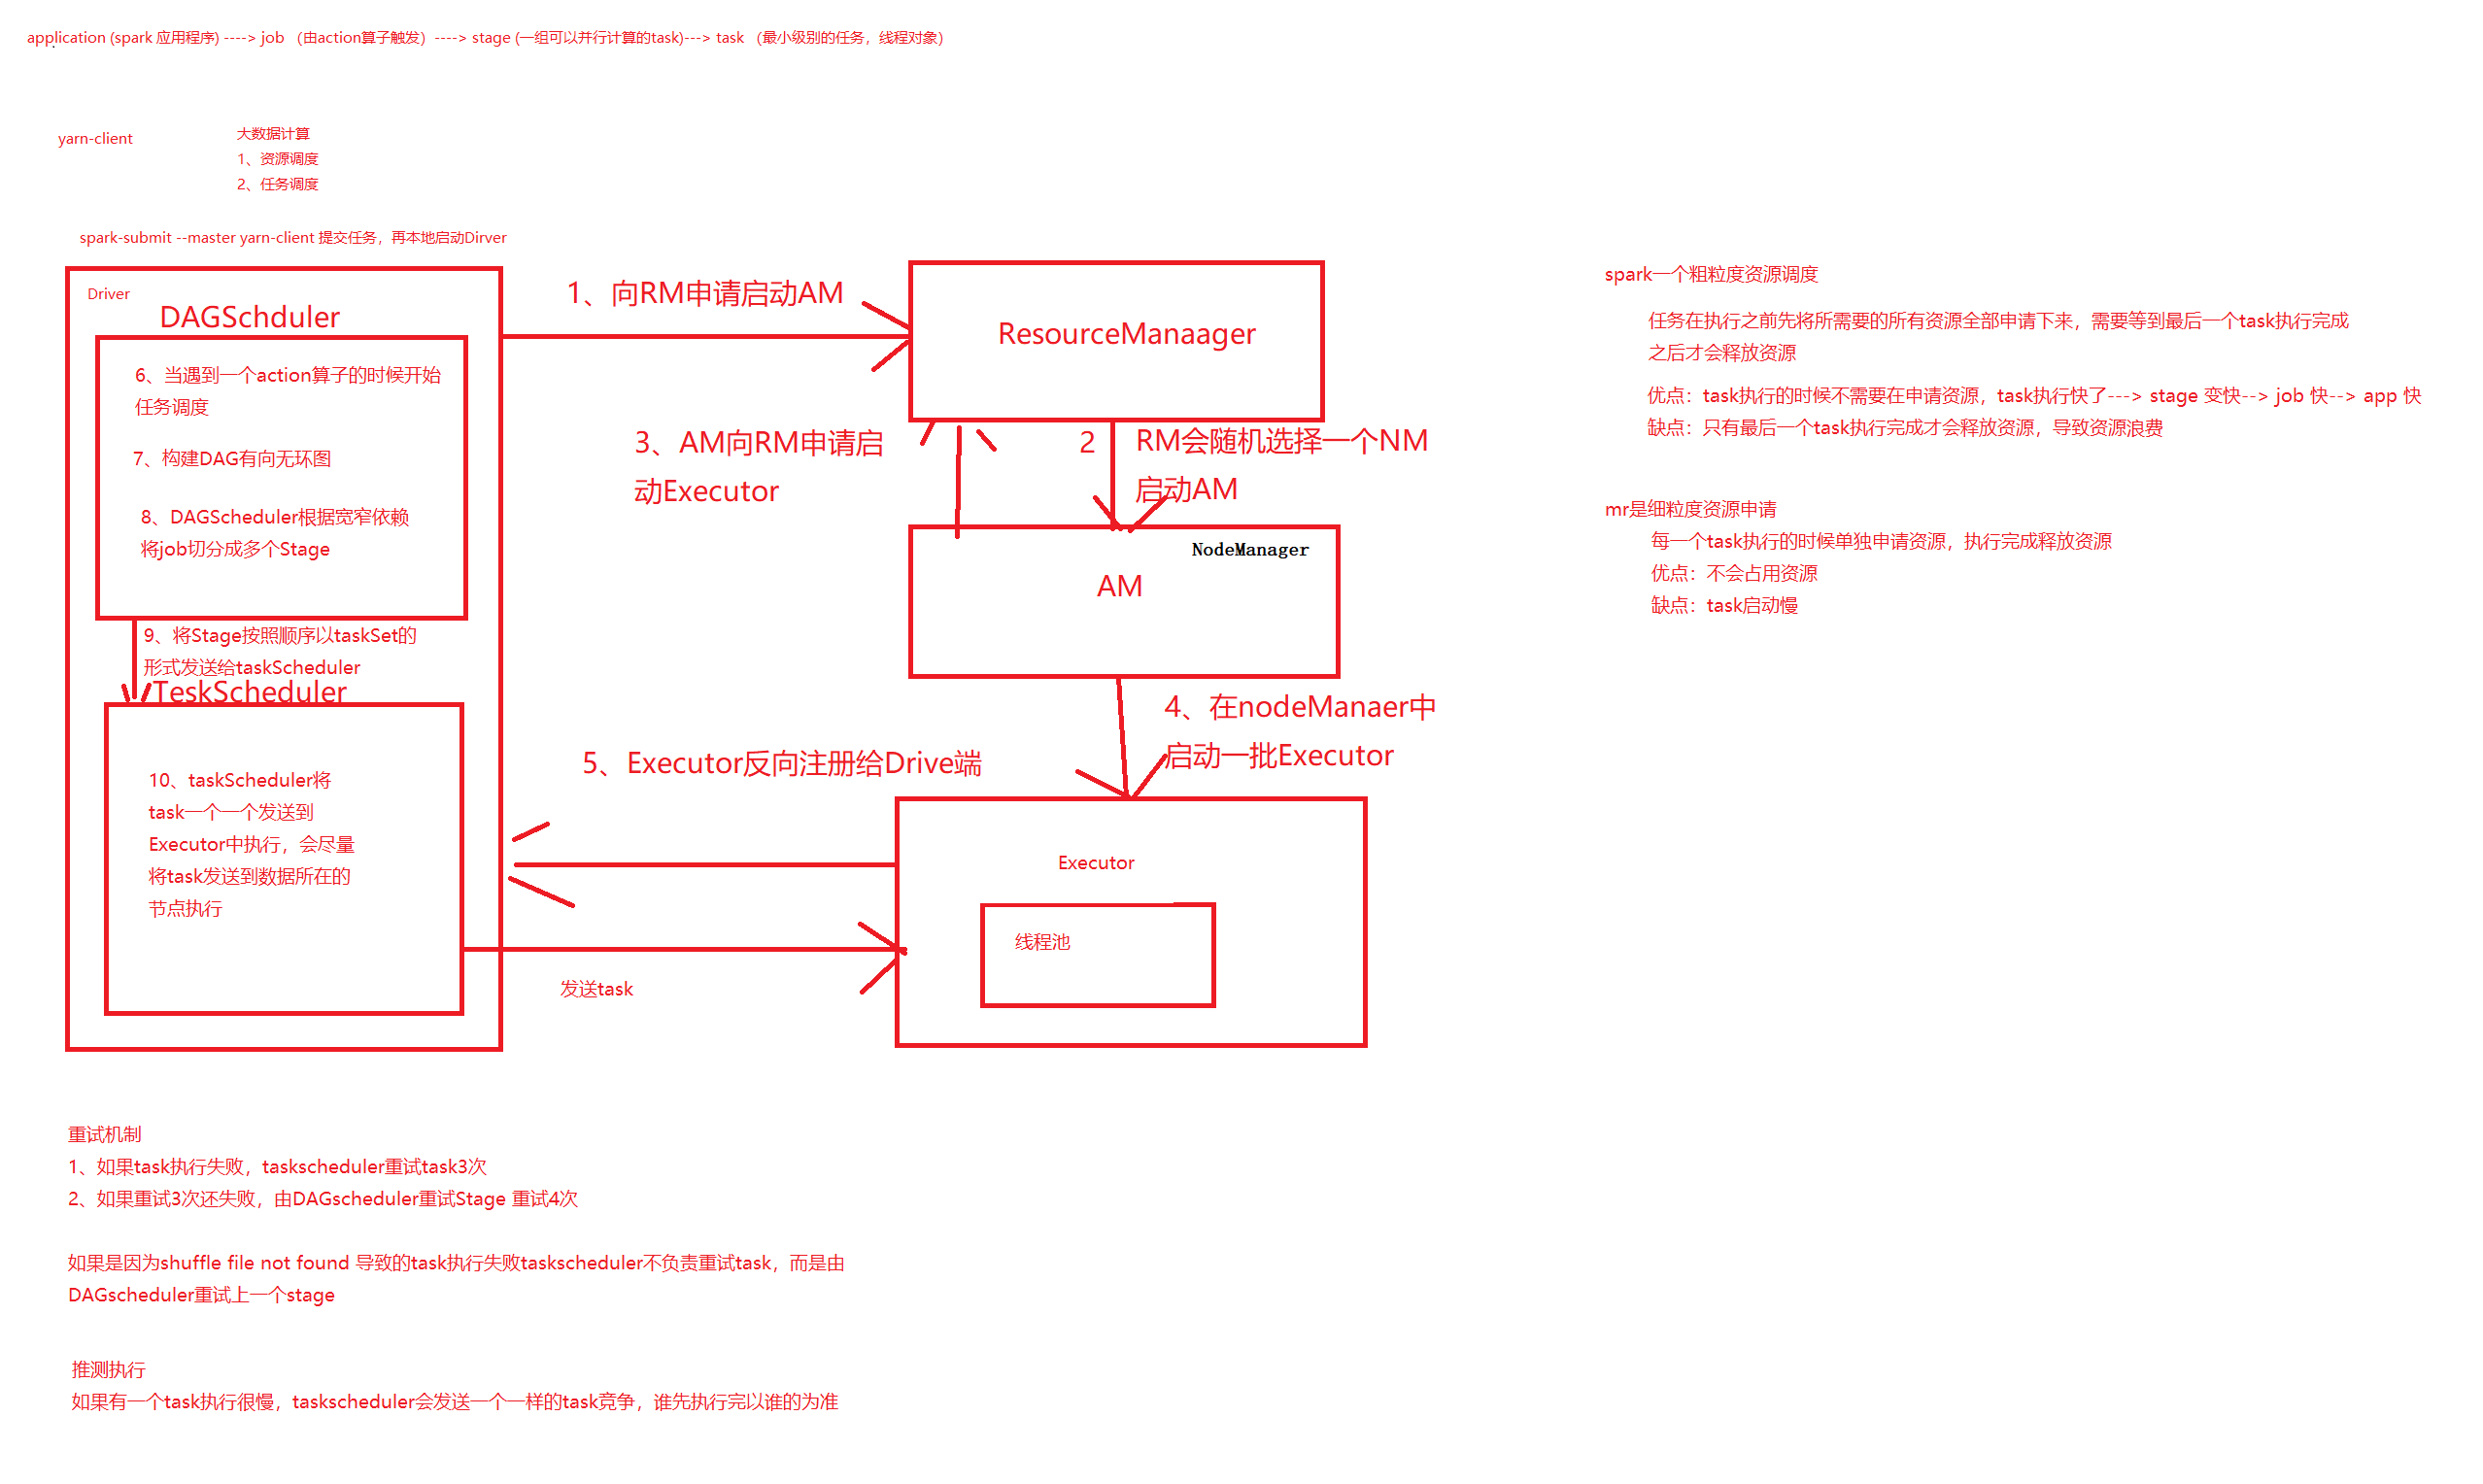 application (spark 应用程序) ----> job （由action算子触发）----> stage (一组可以并行计算的task)---> task （最小级别的任务，线程对象）
yarn-client
大数据计算
1、资源调度
2、任务调度
spark-submit --master yarn-client 提交任务，再本地启动Dirver
Driver
DAGSchduler
6、当遇到一个action算子的时候开始
任务调度
7、构建DAG有向无环图
8、DAGScheduler根据宽窄依赖
将job切分成多个Stage
9、将Stage按照顺序以taskSet的
形式发送给taskScheduler
TeskScheduler
10、taskScheduler将
task一个一个发送到
Executor中执行，会尽量
将task发送到数据所在的
节点执行
1、向RM申请启动AM
ResourceManaager
3、AM向RM申请启
动Executor
2
RM会随机选择一个NM
启动AM
NodeManager
AM
4、在nodeManaer中
启动一批Executor
5、Executor反向注册给Drive端
Executor
线程池
发送task
spark一个粗粒度资源调度
任务在执行之前先将所需要的所有资源全部申请下来，需要等到最后一个task执行完成
之后才会释放资源
优点：task执行的时候不需要在申请资源，task执行快了---> stage 变快--> job 快--> app 快
缺点：只有最后一个task执行完成才会释放资源，导致资源浪费
mr是细粒度资源申请
每一个task执行的时候单独申请资源，执行完成释放资源
优点：不会占用资源
缺点：task启动慢
重试机制
1、如果task执行失败，taskscheduler重试task3次
2、如果重试3次还失败，由DAGscheduler重试Stage 重试4次
如果是因为shuffle file not found 导致的task执行失败taskscheduler不负责重试task，而是由
DAGscheduler重试上一个stage
推测执行
如果有一个task执行很慢，taskscheduler会发送一个一样的task竞争，谁先执行完以谁的为准